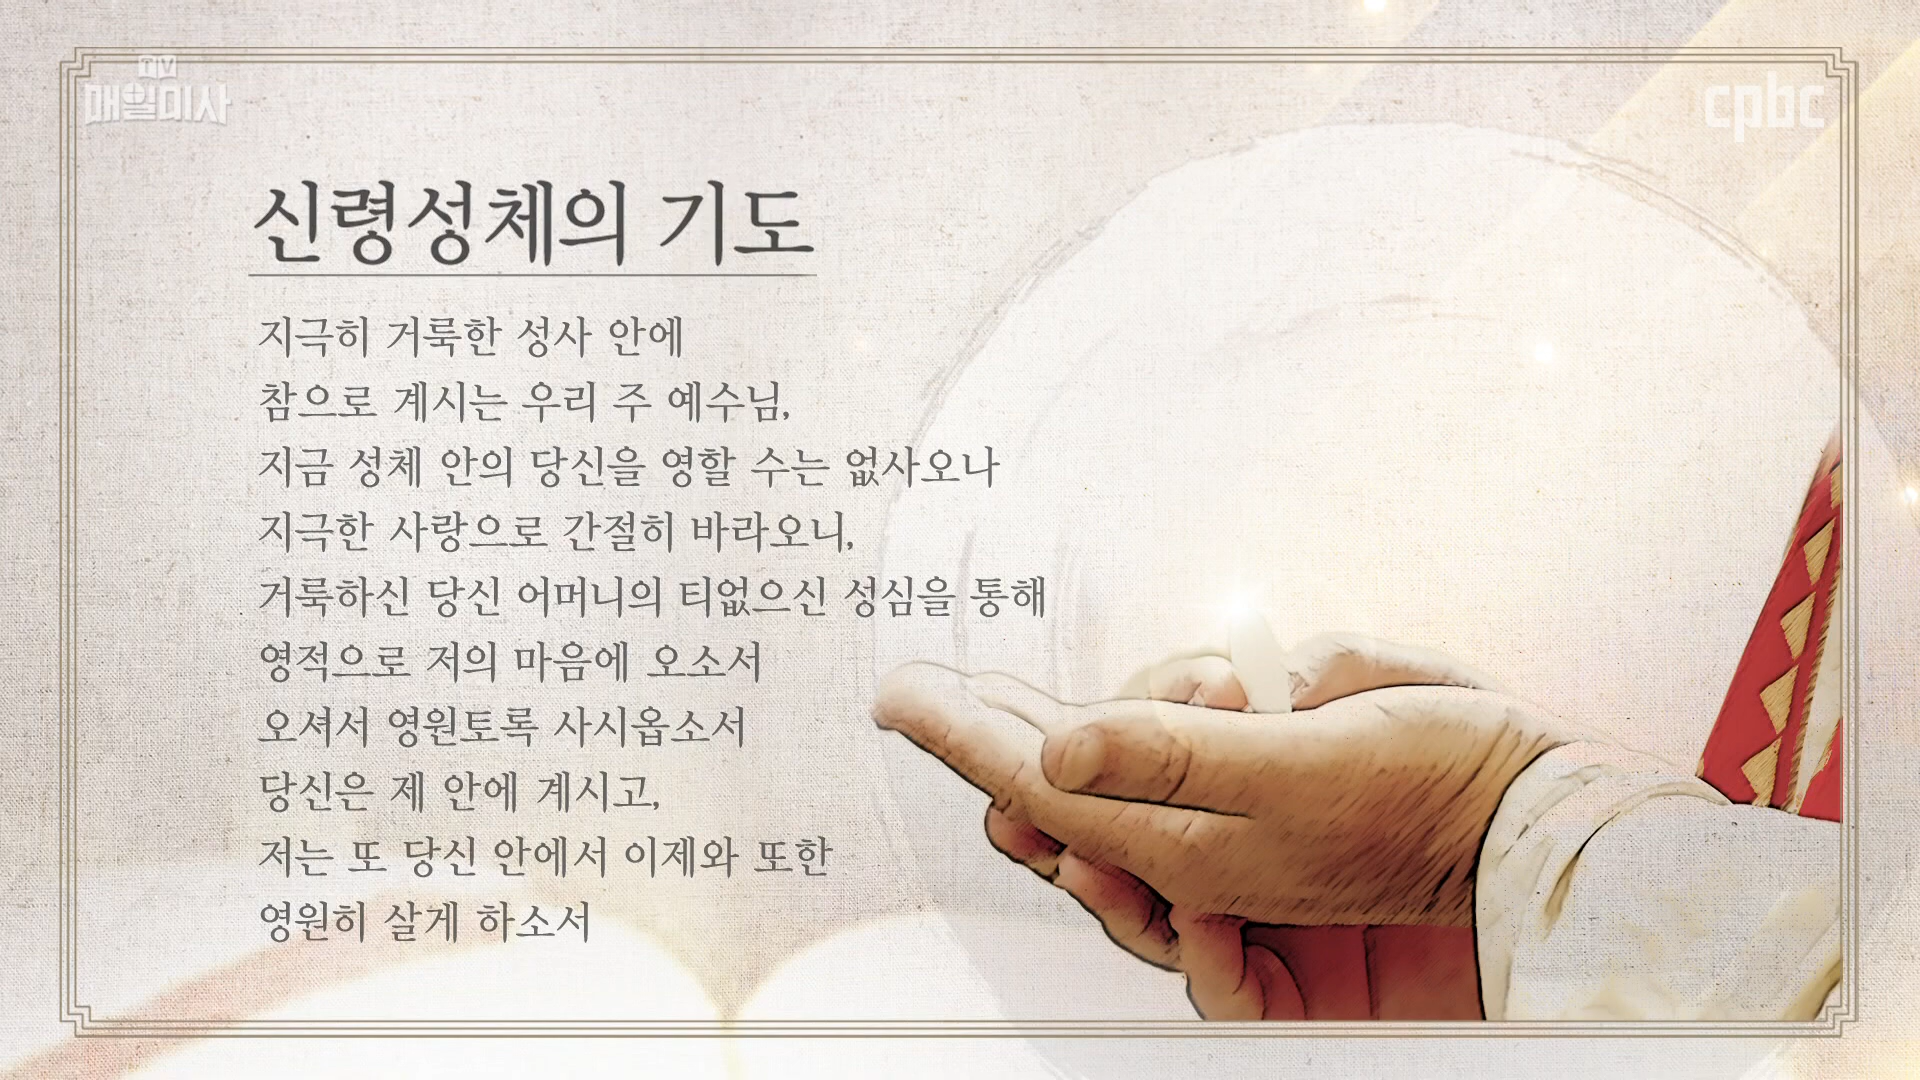 TV
매일미사
cpbc
신령성체의 기도
지극히 거룩한 성사 안에
참으로 계시는 우리 주 예수님,
지금 성체 안의 당신을 영할 수는 없사오나
지극한 사랑으로 간절히 바라오니,
거룩하신 당신 어머니의 티없으신 성심을 통해
영적으로 저의 마음에 오소서
오셔서 영원토록 사시옵소서
당신은 제 안에 계시고,
저는 또 당신 안에서 이제와 또한
영원히 살게 하소서